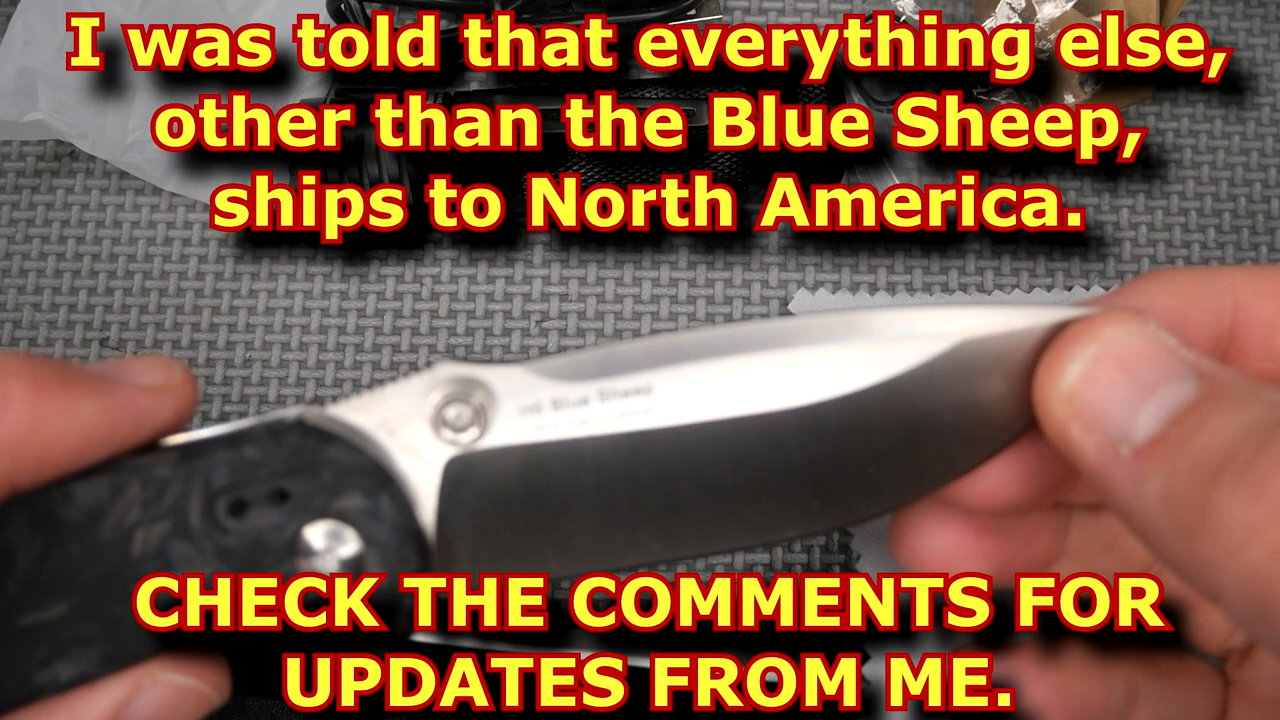 I was told that everything else,
other than the Blue Sheep,
ships to North America.
Blue Sheep
CHECK THE COMMENTS FOR
UPDATES FROM ME.